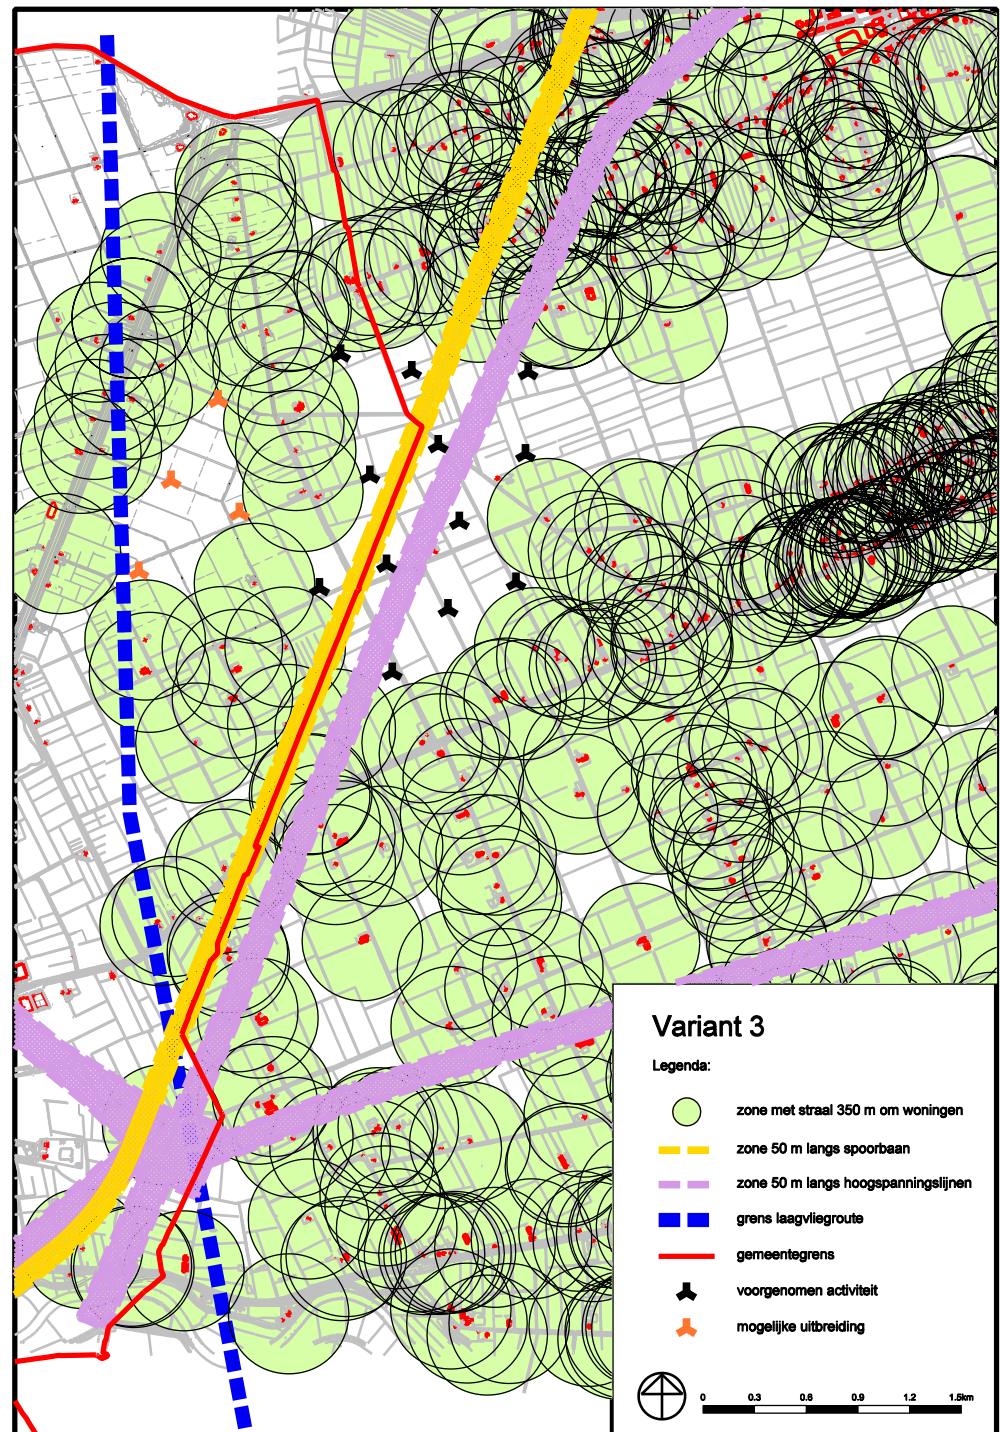 Variant 3
Legenda:
zone met straal 350 m om woningen
zone 50 m langs spoorbaan
zone 50 m langs hoogspanningslijnen
grens laagvliegroute
gemeentegrens
voorgenomen activiteit
mogelijke uitbreiding
0 0.3 0.6 0.9 1.2 1.5km